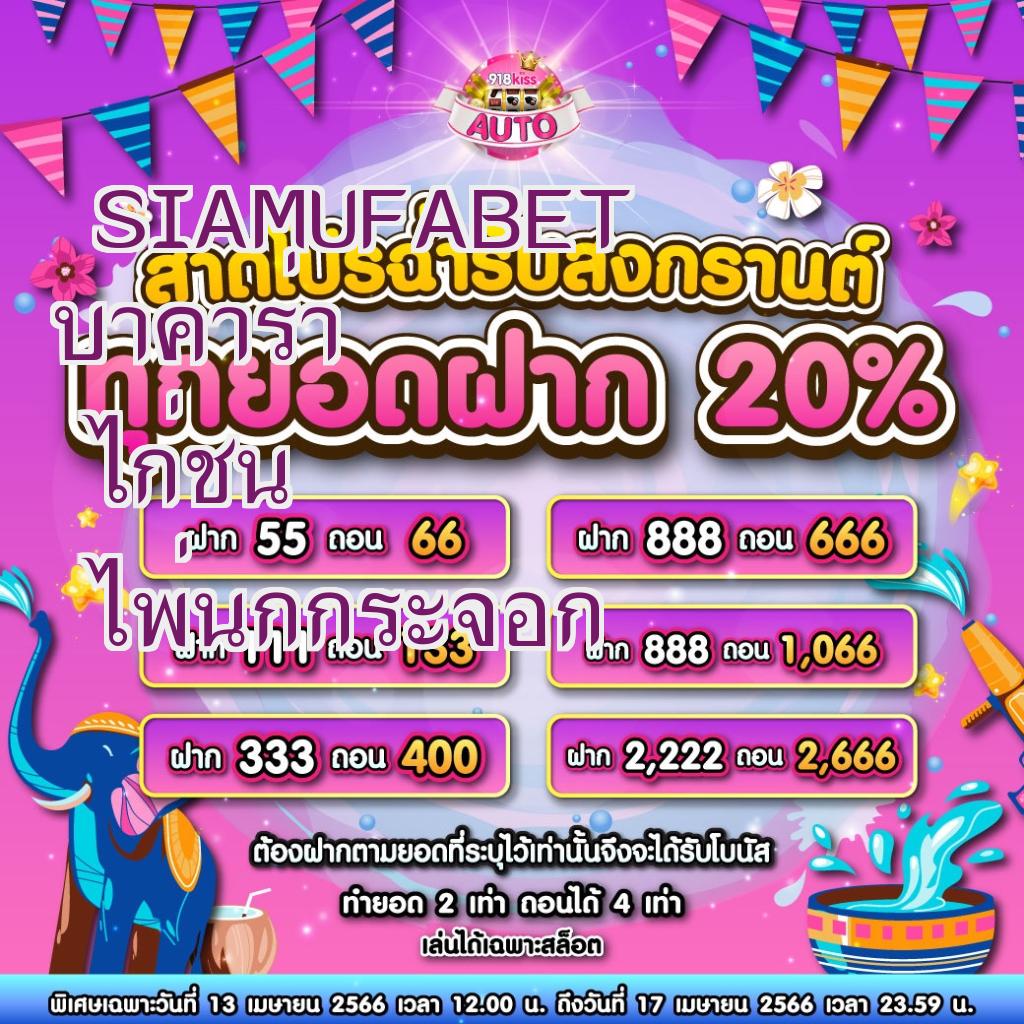 918kiss
AUTO
SIAMUFABET
สาดโปรฉ่ำรับสงกรานต์
บาคาร่า
ทุกยอดฝาก 20%
ไก่ชน
ฝาก 55 ถอน 66
ฝาก 888 ถอน 666
ไพ่นกกระจอก
ฝาก 111 ถอน 133
ฝาก 888 ถอน 1,066
ฝาก 333 ถอน 400
ฝาก 2,222 ถอน 2,666
ต้องฝากตามยอดที่ระบุไว้เท่านั้นจึงจะได้รับโบนัส
ทำยอด 2 เท่า ถอนได้ 4 เท่า
เล่นได้เฉพาะสล็อต
พิเศษเฉพาะวันที่ 13 เมษายน 2566 เวลา 12.00 น. ถึงวันที่ 17 เมษายน 2566 เวลา 23.59 น.